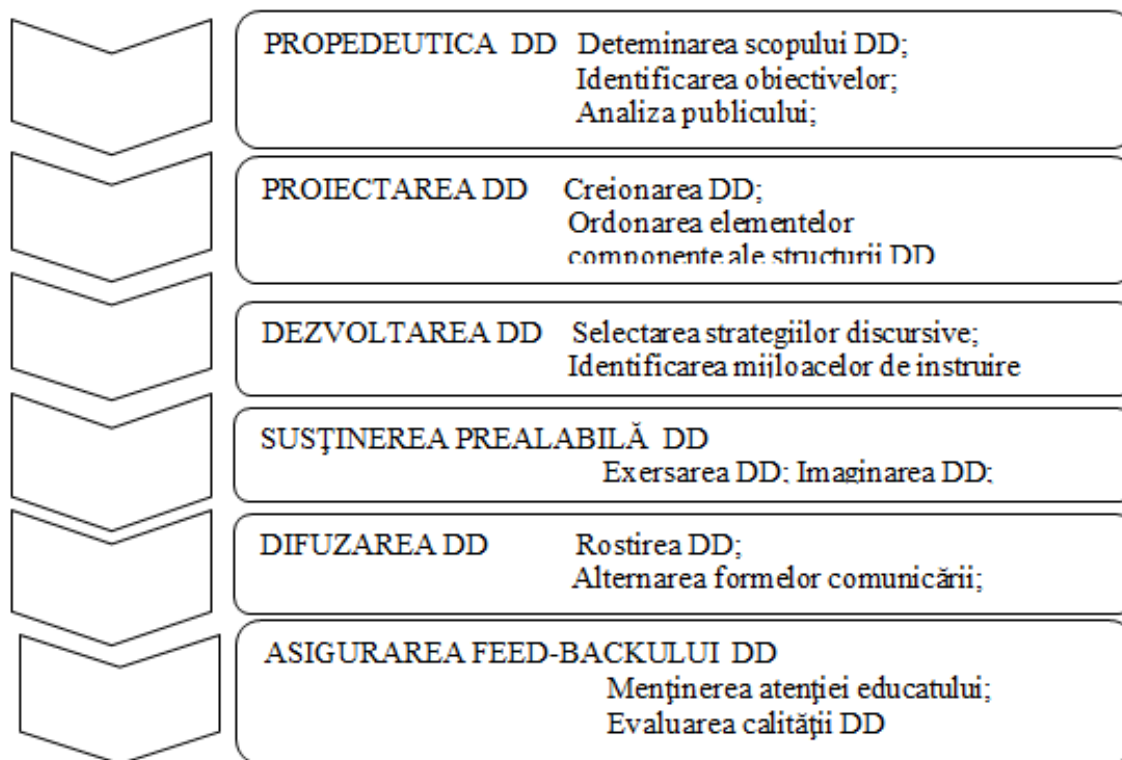 PROPEDEUTICA DD Deteminarea scopului DD;
Identificarea obiectivelor;
Analiza publicului;
PROIECTAREA DD Creionarea DD;
Ordonarea elementelor
componente ale structurii DD
DEZVOLTAREA DD Selectarea strategiilor discursive;
Identificarea mijloacelor de instruire
SUSŢINEREA PREALABILĂ DD
Exersarea DD; Imaginarea DD;
DIFUZAREA DD Rostirea DD;
Alternarea formelor comunicării;
ASIGURAREA FEED-BACKULUI DD
Menţinerea atenţiei educatului;
Evaluarea calităţii DD